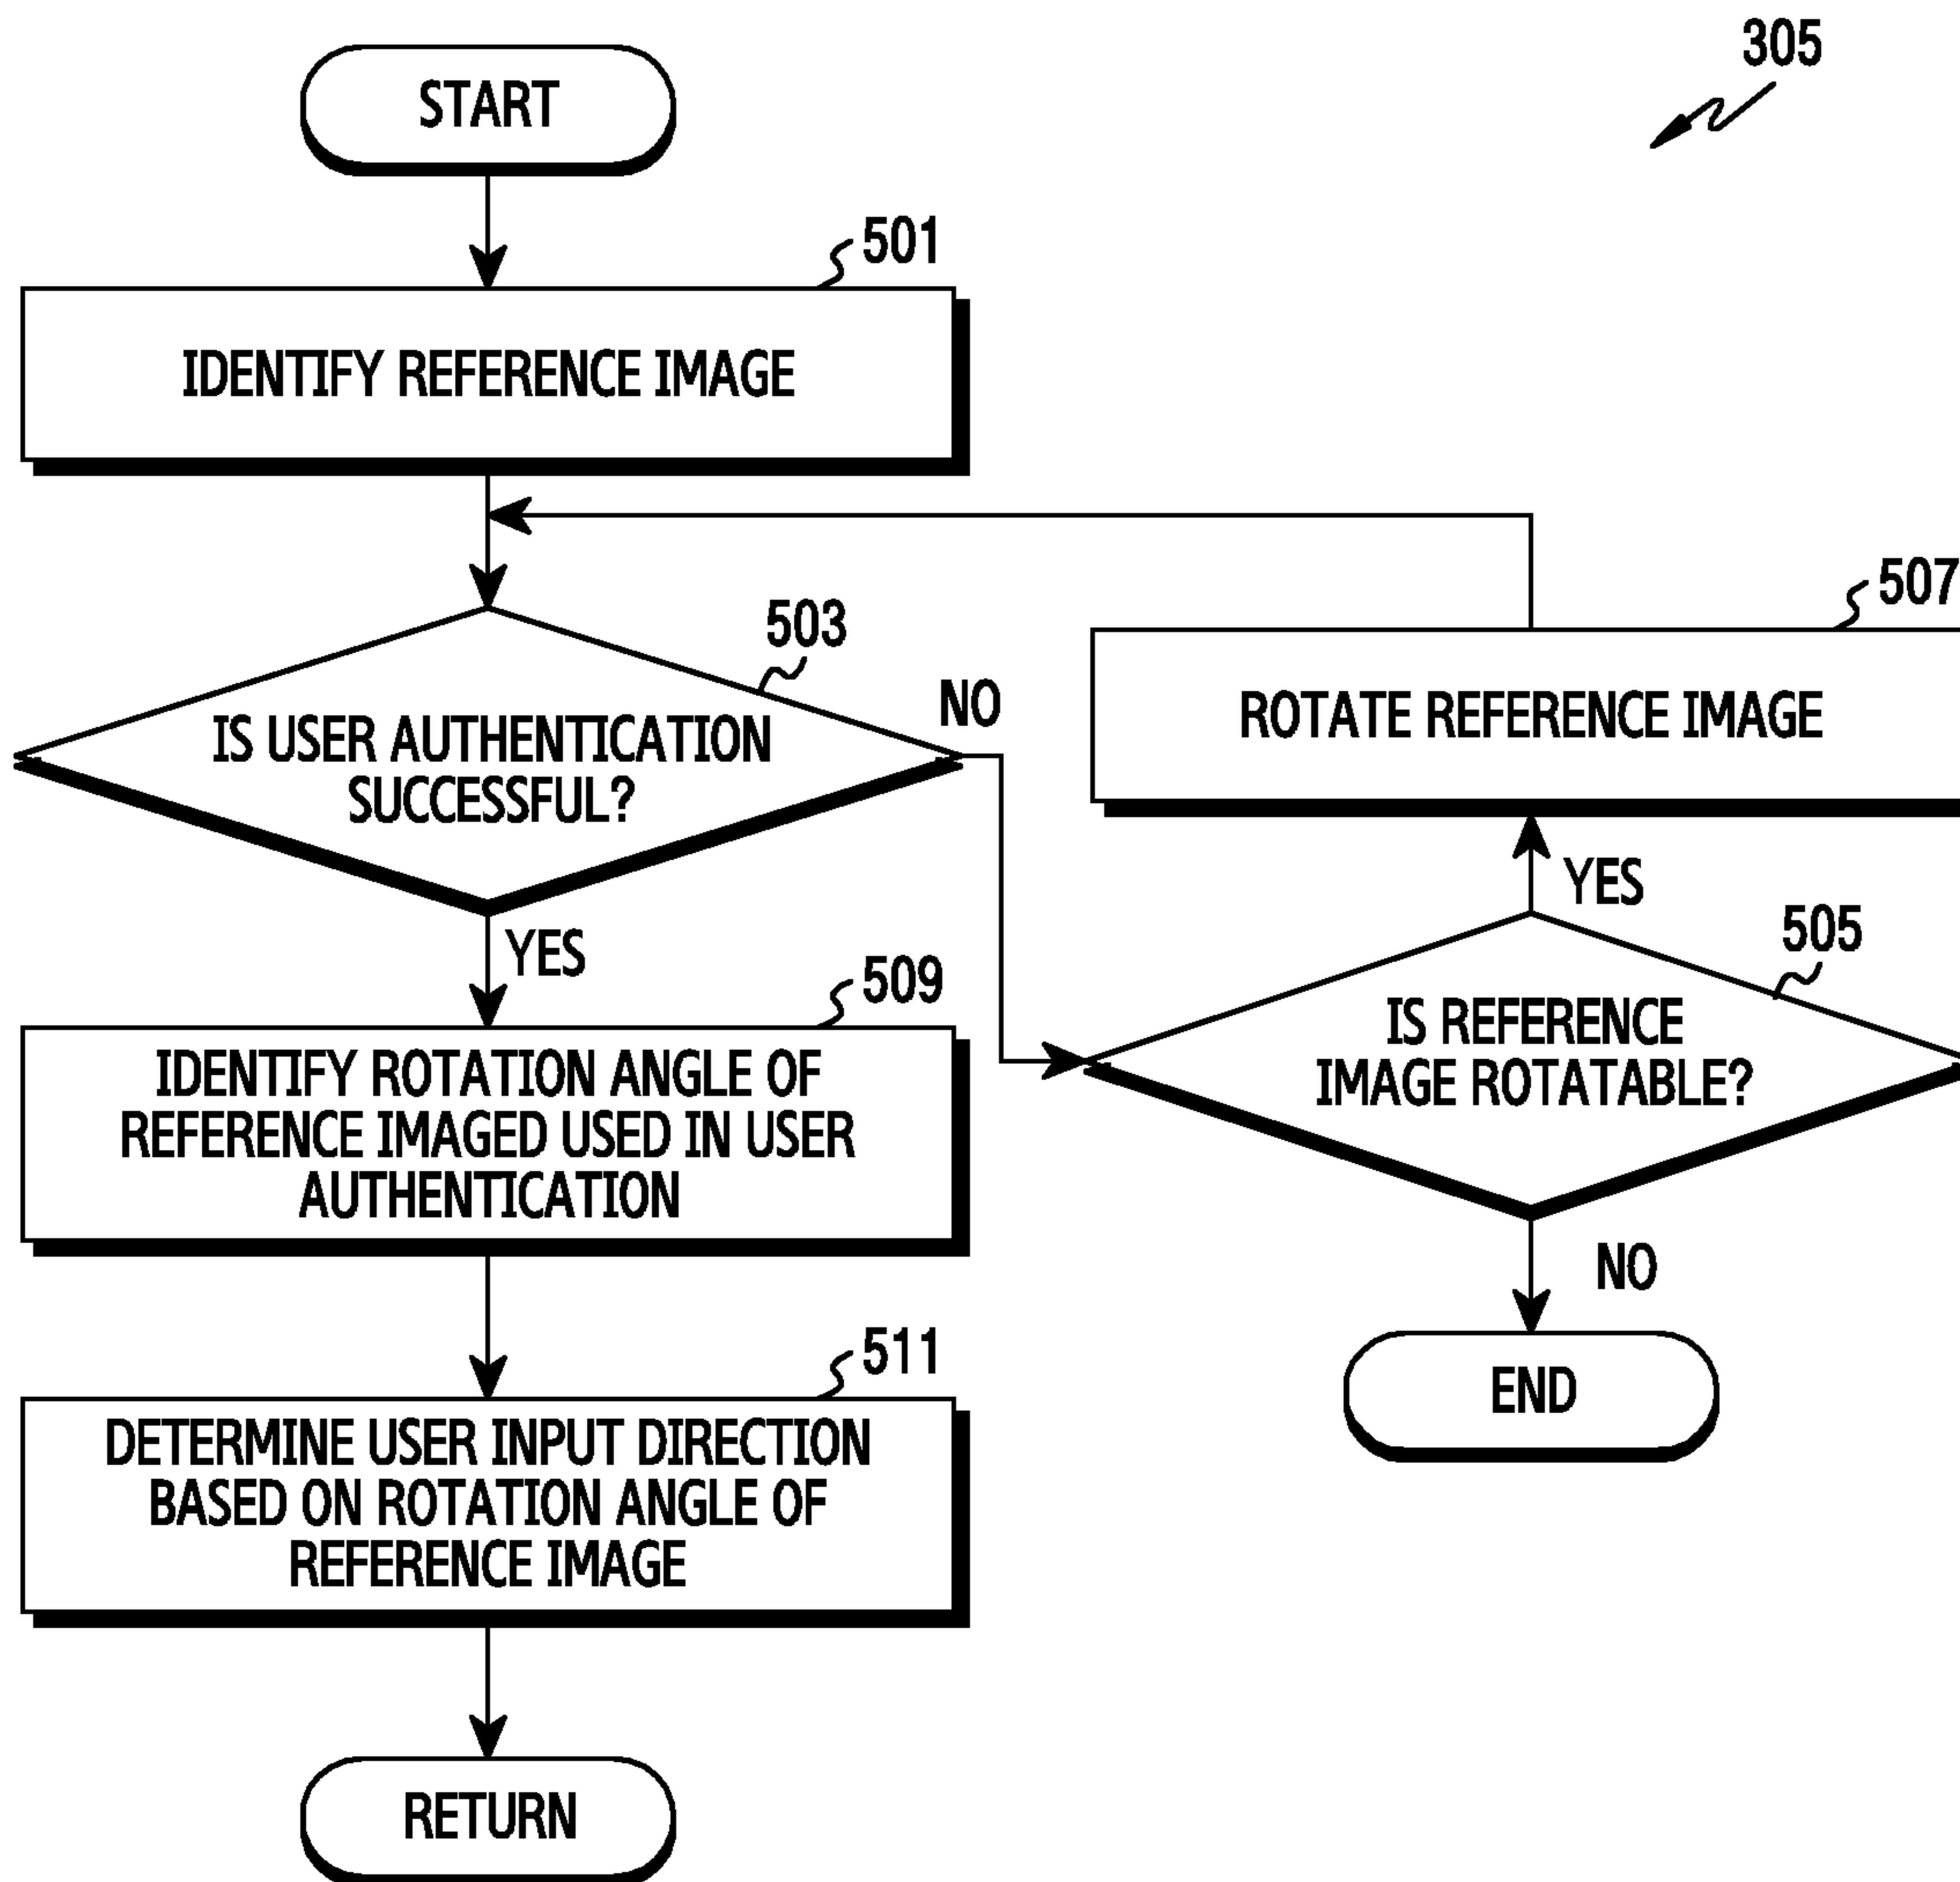 305
START
501
IDENTIFY REFERENCE IMAGE
503
IS USER AUTHENTICATION
SUCCESSFUL?
NO
YES
507
ROTATE REFERENCE IMAGE
YES
505
IS REFERENCE
IMAGE ROTATABLE?
NO
END
509
IDENTIFY ROTATION ANGLE OF
REFERENCE IMAGED USED IN USER
AUTHENTICATION
511
DETERMINE USER INPUT DIRECTION
BASED ON ROTATION ANGLE OF
REFERENCE IMAGE
RETURN